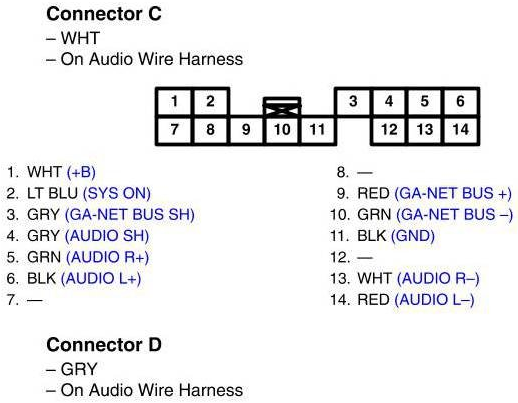 Connector C
– WHT
– On Audio Wire Harness
1 2 3 4 5 6
7 8 9 10 11 12 13 14
1. WHT (+B)
2. LT BLU (SYS ON)
3. GRY (GA-NET BUS SH)
4. GRY (AUDIO SH)
5. GRN (AUDIO R+)
6. BLK (AUDIO L+)
7. —
8. —
9. RED (GA-NET BUS +)
10. GRN (GA-NET BUS –)
11. BLK (GND)
12. —
13. WHT (AUDIO R–)
14. RED (AUDIO L–)
Connector D
– GRY
– On Audio Wire Harness